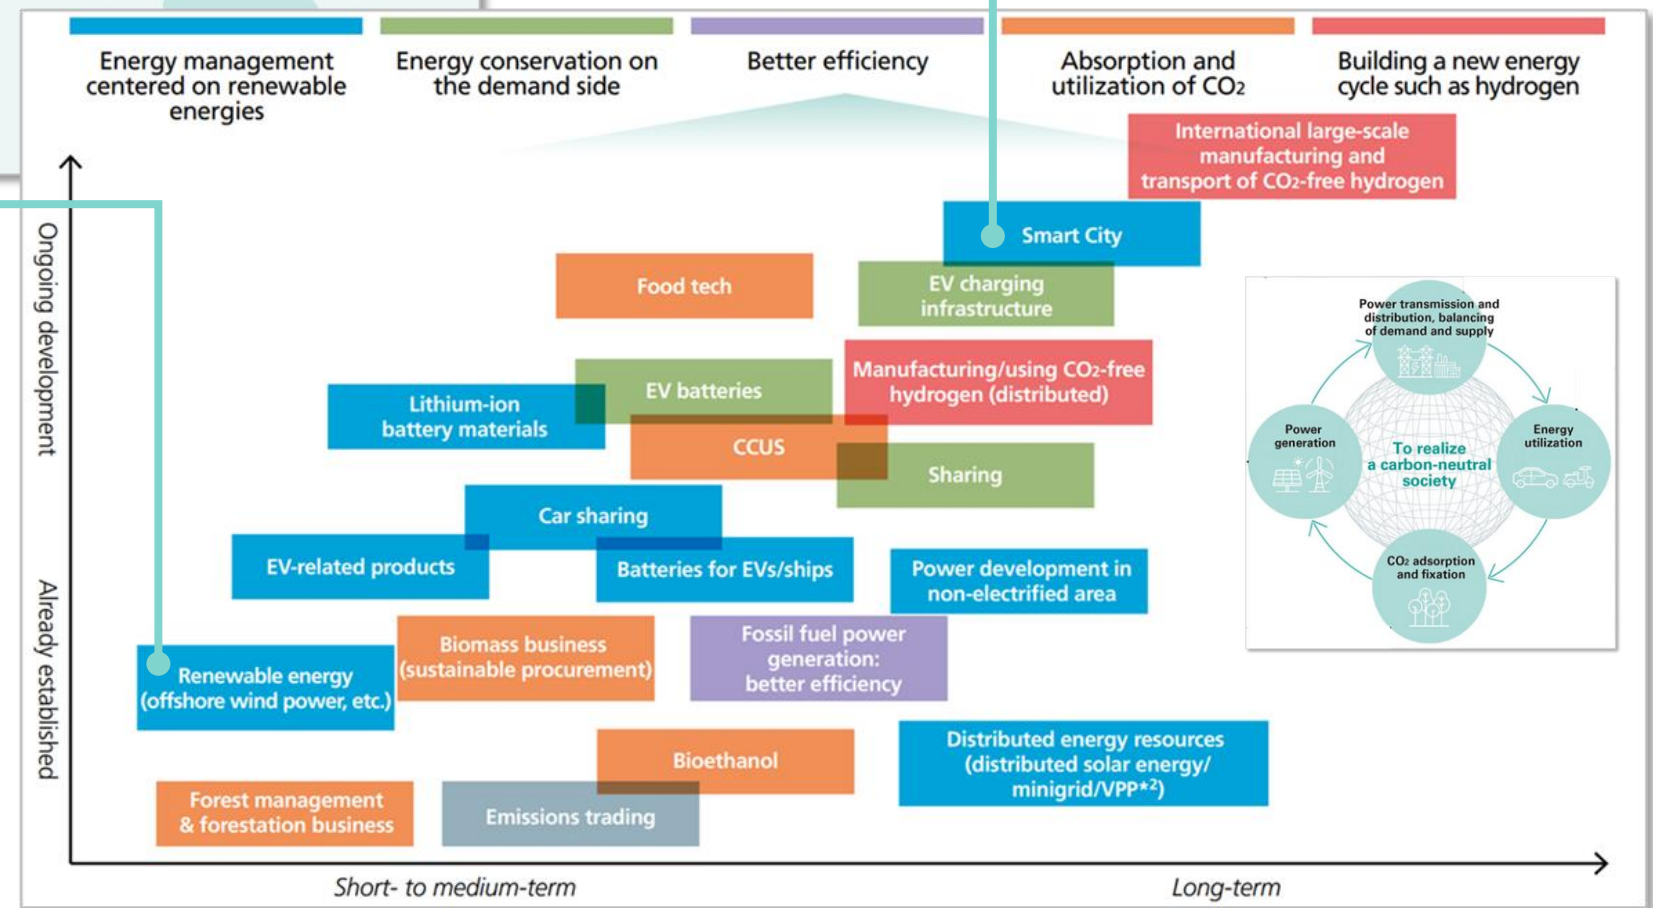 Energy management
centered on renewable
energies
Energy conservation on
the demand side
Better efficiency
Absorption and
utilization of CO₂
Building a new energy
cycle such as hydrogen
Ongoing development
Already established
International large-scale
manufacturing and
transport of CO₂-free hydrogen
Smart City
Food tech
EV charging
infrastructure
Manufacturing/using CO₂-free
hydrogen (distributed)
EV batteries
Lithium-ion
battery materials
CCUS
Sharing
Car sharing
EV-related products
Batteries for EVs/ships
Power development in
non-electrified area
Biomass business
(sustainable procurement)
Fossil fuel power
generation:
better efficiency
Renewable energy
(offshore wind power, etc.)
Bioethanol
Distributed energy resources
(distributed solar energy/
minigrid/VPP*²)
Forest management
& forestation business
Emissions trading
Short- to medium-term
Long-term
Power transmission and
distribution, balancing
of demand and supply
Power
generation
To realize
a carbon-neutral
society
Energy
utilization
CO₂ adsorption
and fixation